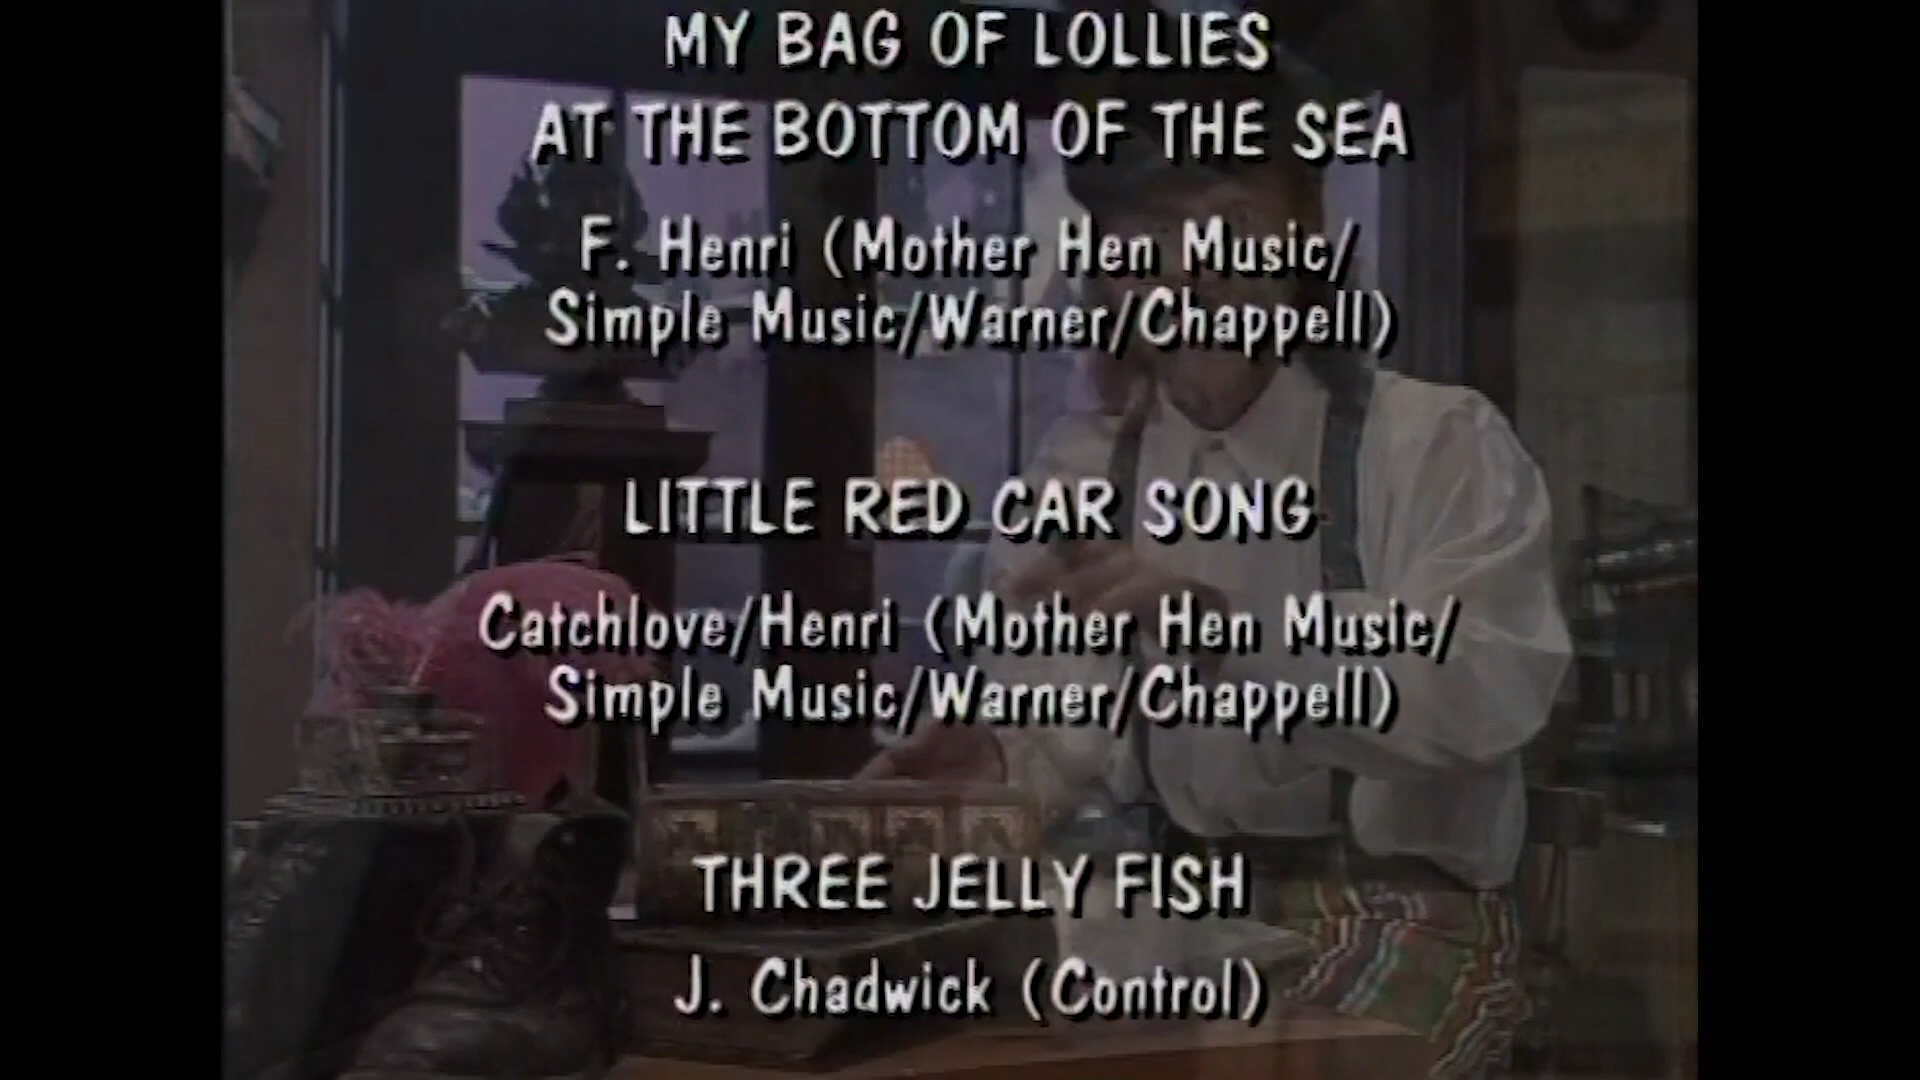 MY BAG OF LOLLIES
AT THE BOTTOM OF THE SEA
F. Henri (Mother Hen Music/
Simple Music/Warner/Chappell)
LITTLE RED CAR SONG
Catchlove/Henri (Mother Hen Music/
Simple Music/Warner/Chappell)
THREE JELLY FISH
J. Chadwick (Control)